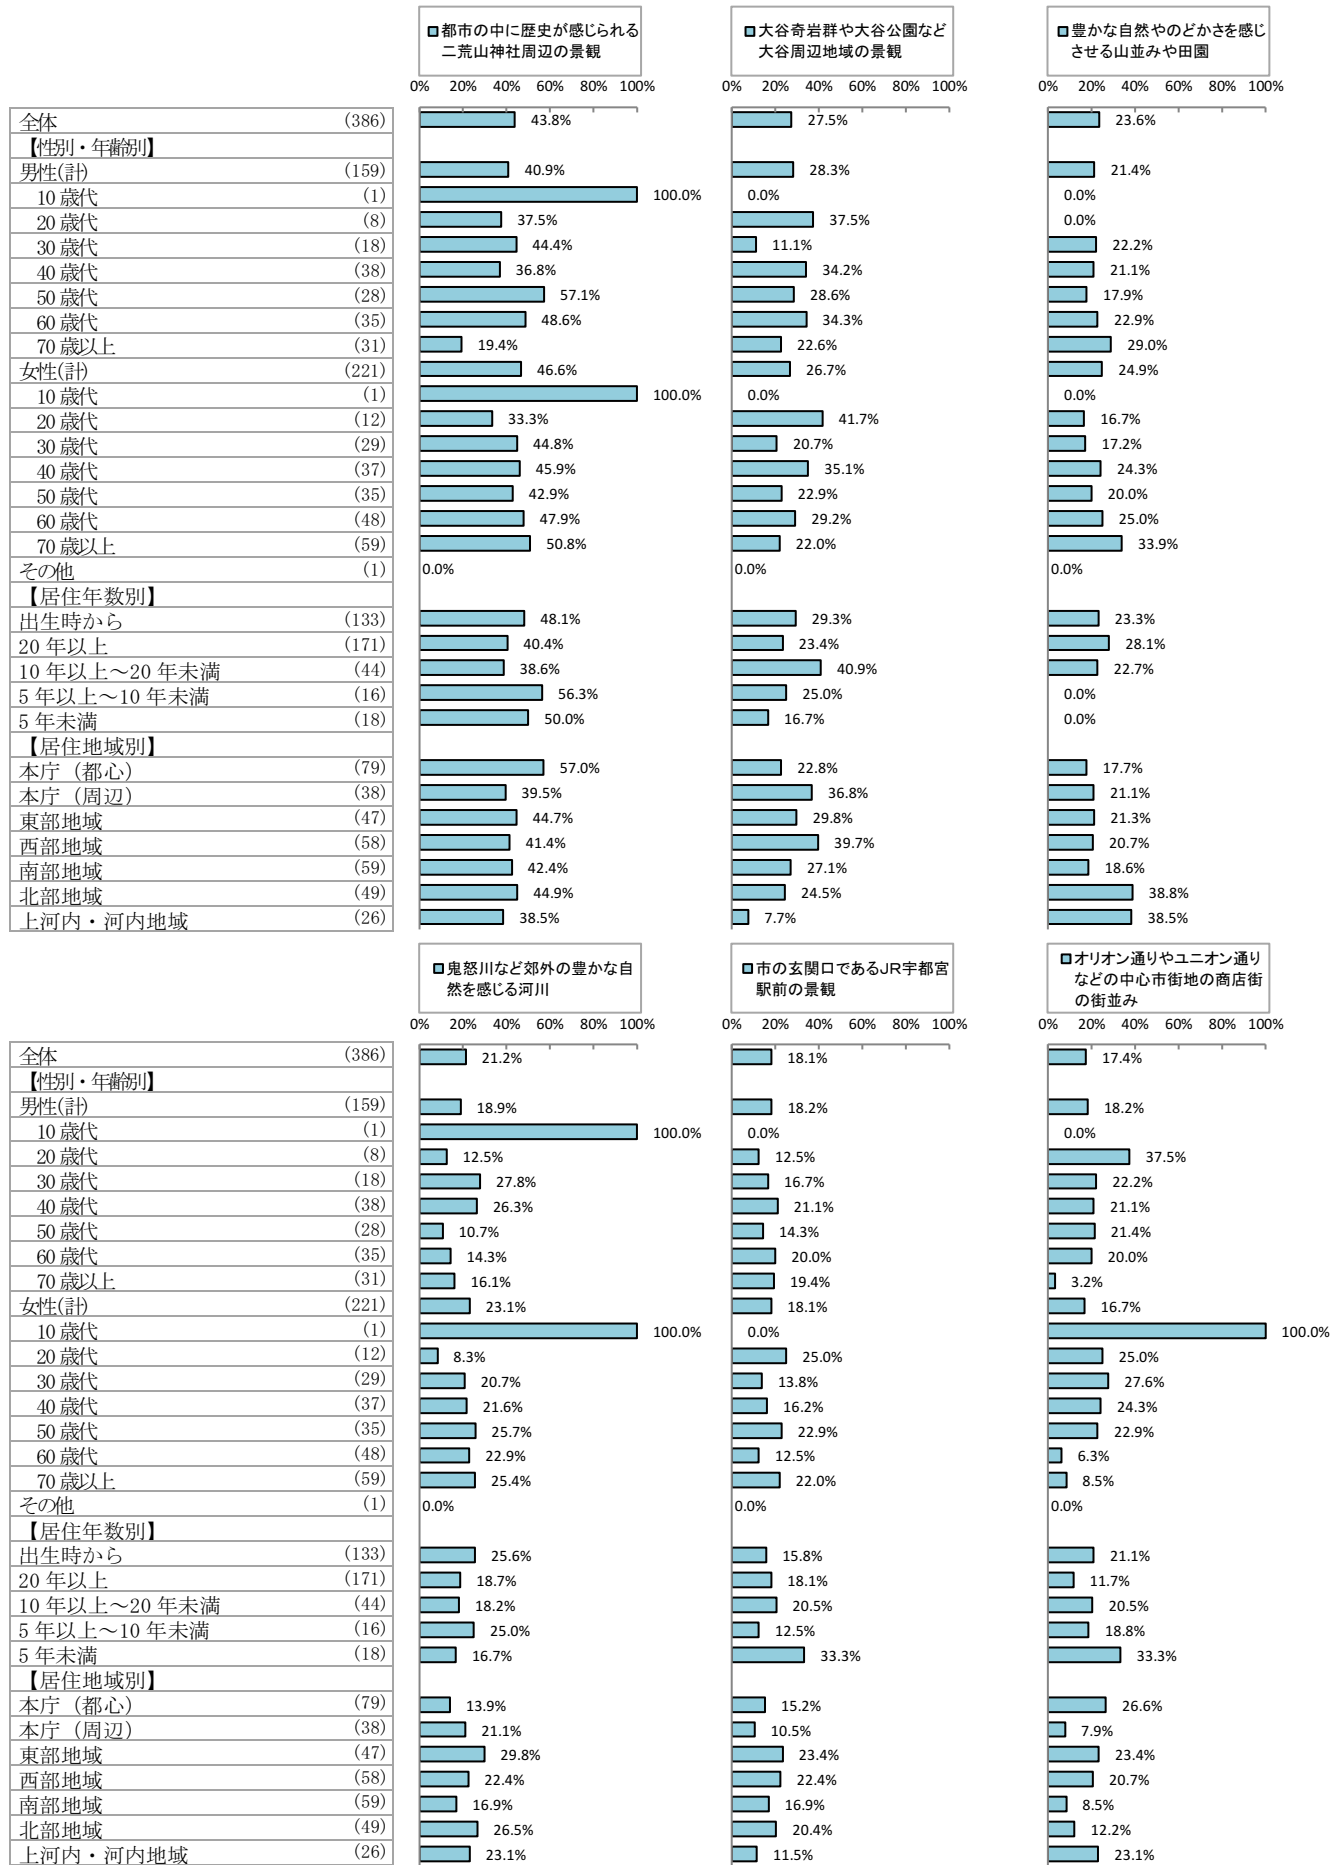 都市の中に歴史が感じられる
二荒山神社周辺の景観
大谷奇岩群や大谷公園など
大谷周辺地域の景観
豊かな自然やのどかさを感じ
させる山並みや田園
0% 20% 40% 60% 80% 100% 0% 20% 40% 60% 80% 100% 0% 20% 40% 60% 80% 100%
全体 (386) 43.8% 27.5% 23.6%
【性別・年齢別】
男性(計) (159) 40.9% 28.3% 21.4%
10 歳代 (1) 100.0% 0.0% 0.0%
20 歳代 (8) 37.5% 37.5% 0.0%
30 歳代 (18) 44.4% 11.1% 22.2%
40 歳代 (38) 36.8% 34.2% 21.1%
50 歳代 (28) 57.1% 28.6% 17.9%
60 歳代 (35) 48.6% 34.3% 22.9%
70 歳以上 (31) 19.4% 22.6% 29.0%
女性(計) (221) 46.6% 26.7% 24.9%
10 歳代 (1) 100.0% 0.0% 0.0%
20 歳代 (12) 33.3% 41.7% 16.7%
30 歳代 (29) 44.8% 20.7% 17.2%
40 歳代 (37) 45.9% 35.1% 24.3%
50 歳代 (35) 42.9% 22.9% 20.0%
60 歳代 (48) 47.9% 29.2% 25.0%
70 歳以上 (59) 50.8% 22.0% 33.9%
その他 (1) 0.0% 0.0% 0.0%
【居住年数別】
出生時から (133) 48.1% 29.3% 23.3%
20 年以上 (171) 40.4% 23.4% 28.1%
10 年以上～20 年未満 (44) 38.6% 40.9% 22.7%
5 年以上～10 年未満 (16) 56.3% 25.0% 0.0%
5 年未満 (18) 50.0% 16.7% 0.0%
【居住地域別】
本庁（都心） (79) 57.0% 22.8% 17.7%
本庁（周辺） (38) 39.5% 36.8% 21.1%
東部地域 (47) 44.7% 29.8% 21.3%
西部地域 (58) 41.4% 39.7% 20.7%
南部地域 (59) 42.4% 27.1% 18.6%
北部地域 (49) 44.9% 24.5% 38.8%
上河内・河内地域 (26) 38.5% 7.7% 38.5%
鬼怒川など郊外の豊かな自
然を感じる河川
市の玄関口であるJR宇都宮
駅前の景観
オリオン通りやユニオン通り
などの中心市街地の商店街
の街並み
0% 20% 40% 60% 80% 100% 0% 20% 40% 60% 80% 100% 0% 20% 40% 60% 80% 100%
全体 (386) 21.2% 18.1% 17.4%
【性別・年齢別】
男性(計) (159) 18.9% 18.2% 18.2%
10 歳代 (1) 100.0% 0.0% 0.0%
20 歳代 (8) 12.5% 12.5% 37.5%
30 歳代 (18) 27.8% 16.7% 22.2%
40 歳代 (38) 26.3% 21.1% 21.1%
50 歳代 (28) 10.7% 14.3% 21.4%
60 歳代 (35) 14.3% 20.0% 20.0%
70 歳以上 (31) 16.1% 19.4% 3.2%
女性(計) (221) 23.1% 18.1% 16.7%
10 歳代 (1) 100.0% 0.0% 100.0%
20 歳代 (12) 8.3% 25.0% 25.0%
30 歳代 (29) 20.7% 13.8% 27.6%
40 歳代 (37) 21.6% 16.2% 24.3%
50 歳代 (35) 25.7% 22.9% 22.9%
60 歳代 (48) 22.9% 12.5% 6.3%
70 歳以上 (59) 25.4% 22.0% 8.5%
その他 (1) 0.0% 0.0% 0.0%
【居住年数別】
出生時から (133) 25.6% 15.8% 21.1%
20 年以上 (171) 18.7% 18.1% 11.7%
10 年以上～20 年未満 (44) 18.2% 20.5% 20.5%
5 年以上～10 年未満 (16) 25.0% 12.5% 18.8%
5 年未満 (18) 16.7% 33.3% 33.3%
【居住地域別】
本庁（都心） (79) 13.9% 15.2% 26.6%
本庁（周辺） (38) 21.1% 10.5% 7.9%
東部地域 (47) 29.8% 23.4% 23.4%
西部地域 (58) 22.4% 22.4% 20.7%
南部地域 (59) 16.9% 16.9% 8.5%
北部地域 (49) 26.5% 20.4% 12.2%
上河内・河内地域 (26) 23.1% 11.5% 23.1%